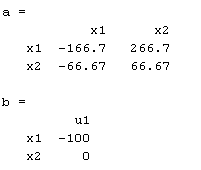 a =
x1 x2
x1 -166.7 266.7
x2 -66.67 66.67
b =
u1
x1 -100
x2 0